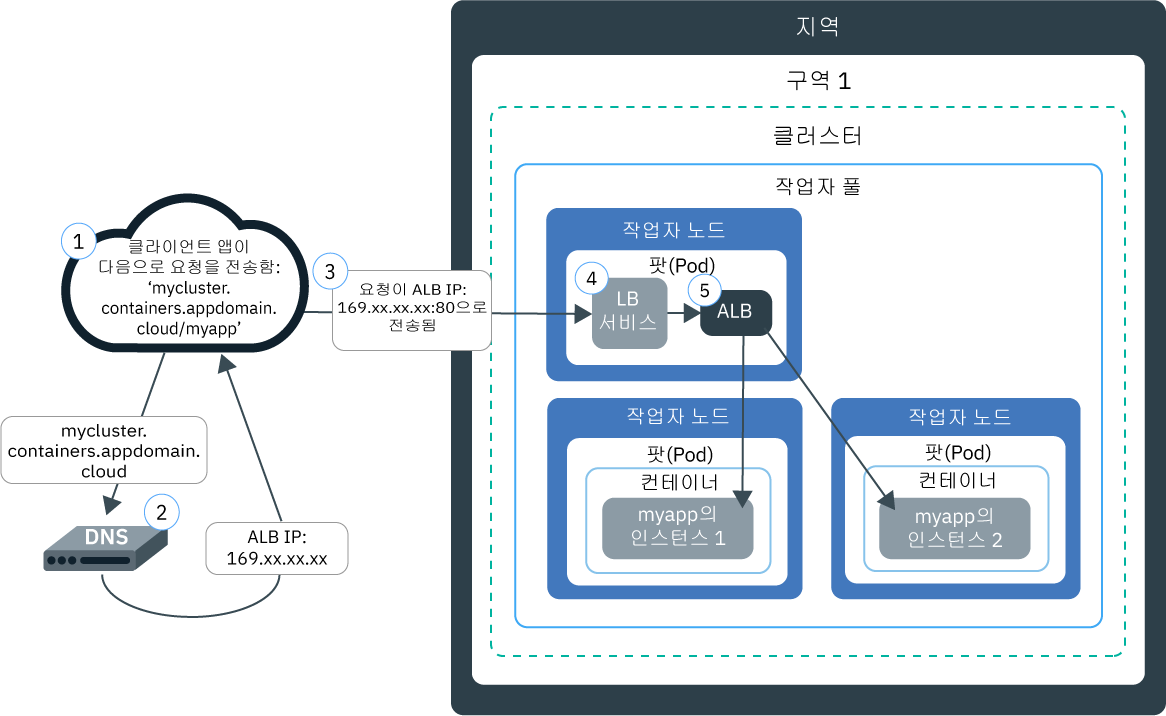 지역
구역 1
클러스터
작업자 풀
1
클라이언트 앱이
다음으로 요청을 전송함:
‘mycluster.
containers.appdomain.
cloud/myapp’
mycluster.
containers.appdomain.
cloud
2
DNS
ALB IP:
169.xx.xx.xx
3
요청이 ALB IP:
169.xx.xx.xx:80으로
전송됨
작업자 노드
팟(Pod)
4
LB
서비스
5
ALB
작업자 노드
팟(Pod)
컨테이너
myapp의
인스턴스 1
작업자 노드
팟(Pod)
컨테이너
myapp의
인스턴스 2